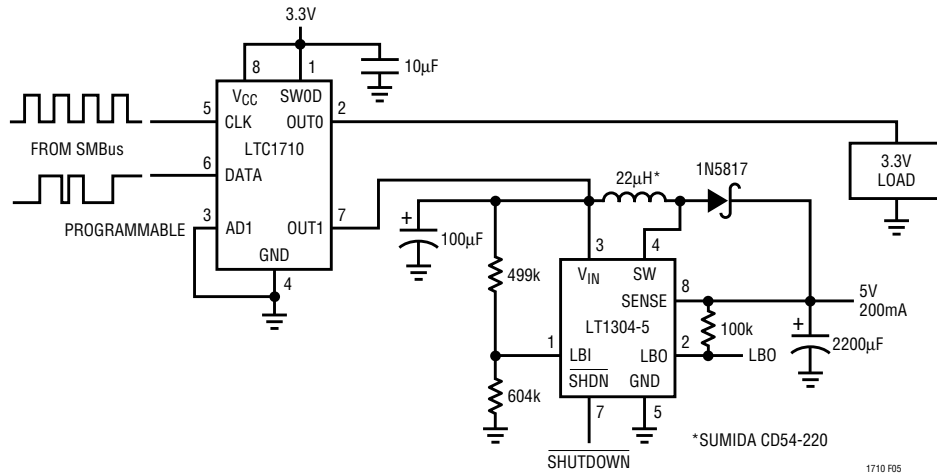 3.3V
10µF
8
1
VCC
SW0D
5
CLK
OUT0
2
LTC1710
FROM SMBus
6
DATA
3.3V
LOAD
1N5817
22µH*
3
PROGRAMMABLE
AD1
OUT1
7
GND
4
100µF
499k
3
4
VIN
SW
SENSE
8
5V
200mA
LT1304-5
100k
2200µF
1
LBI
LBO
2
LBO
604k
SHDN
GND
7
5
*SUMIDA CD54-220
SHUTDOWN
1710 F05
+
+